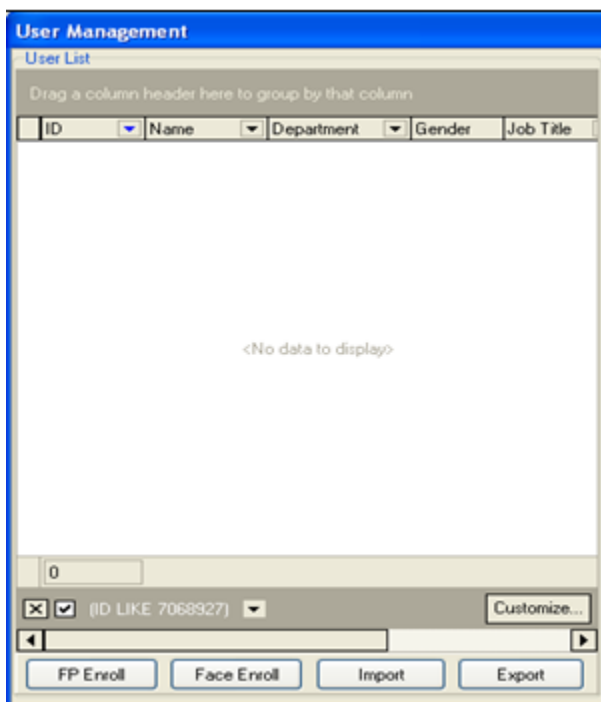 User Management
User List
Drag a column header here to group by that column
ID Name Department Gender Job Title
<No data to display>
0
(ID LIKE 7068927) Customize...
FP Enroll Face Enroll Import Export